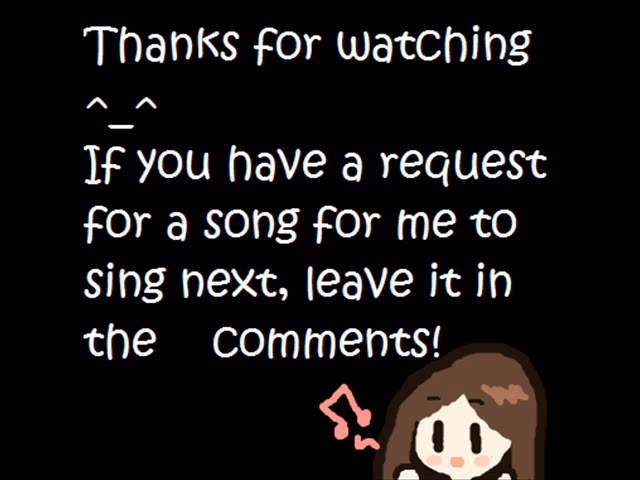 Thanks for watching
^_^
If you have a request
for a song for me to
sing next, leave it in
the comments!